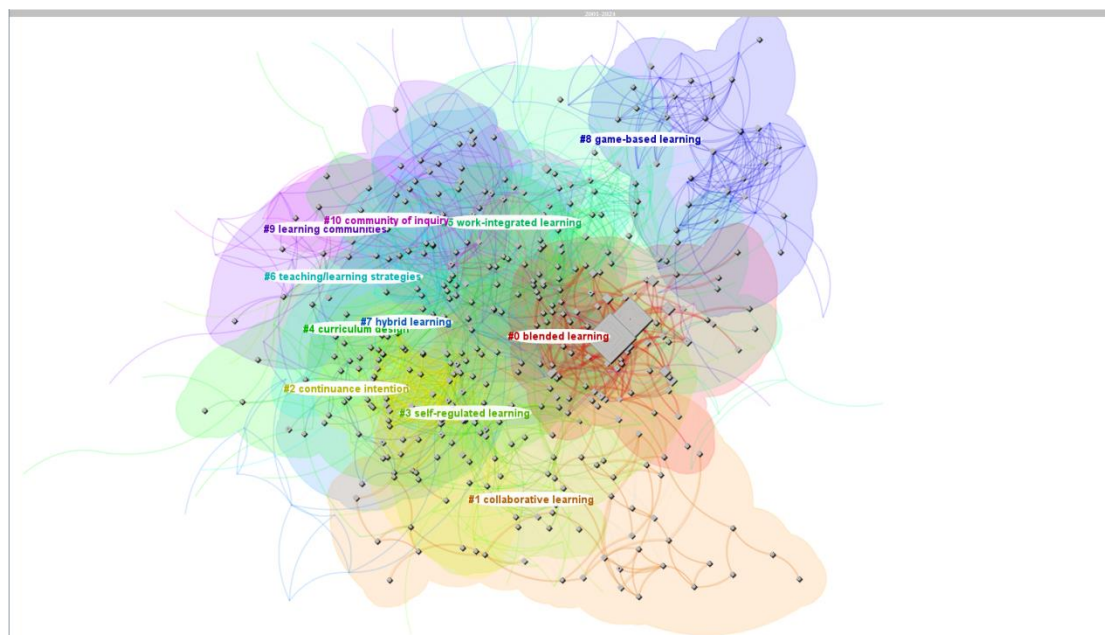 #8 game-based learning
#10 community of inquiry
5 work-integrated learning
#9 learning communities
#6 teaching/learning strategies
#7 hybrid learning
#4 curriculum design
#0 blended learning
#2 continuance intention
#3 self-regulated learning
#1 collaborative learning